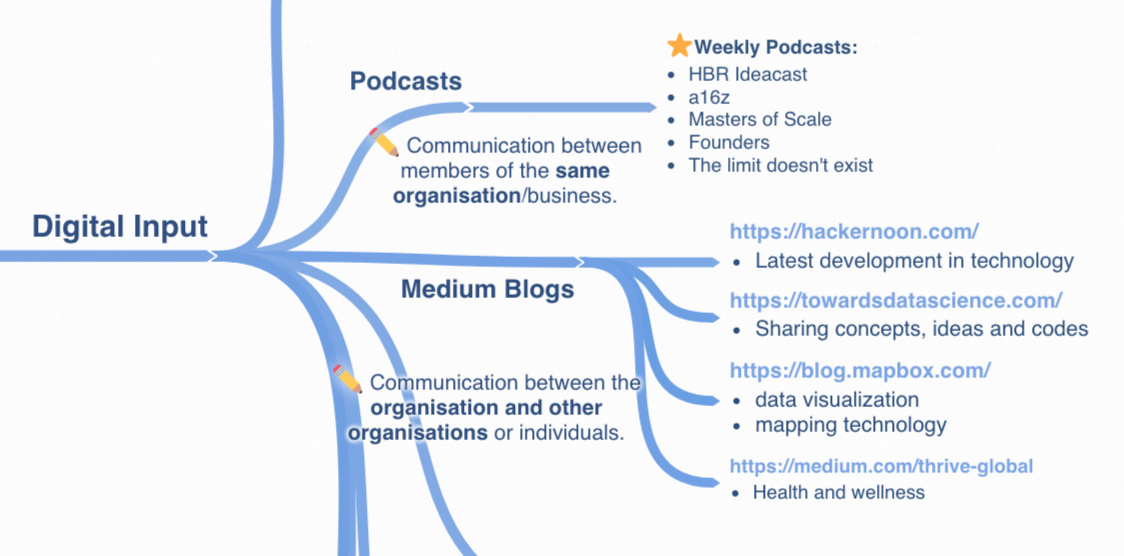 Digital Input
Podcasts
Communication between
members of the same
organisation/business.
⭐Weekly Podcasts:
• HBR Ideacast
• a16z
• Masters of Scale
• Founders
• The limit doesn't exist
Medium Blogs
https://hackernoon.com/
• Latest development in technology
https://towardsdatascience.com/
• Sharing concepts, ideas and codes
https://blog.mapbox.com/
• data visualization
• mapping technology
https://medium.com/thrive-global
• Health and wellness
Communication between the
organisation and other
organisations or individuals.